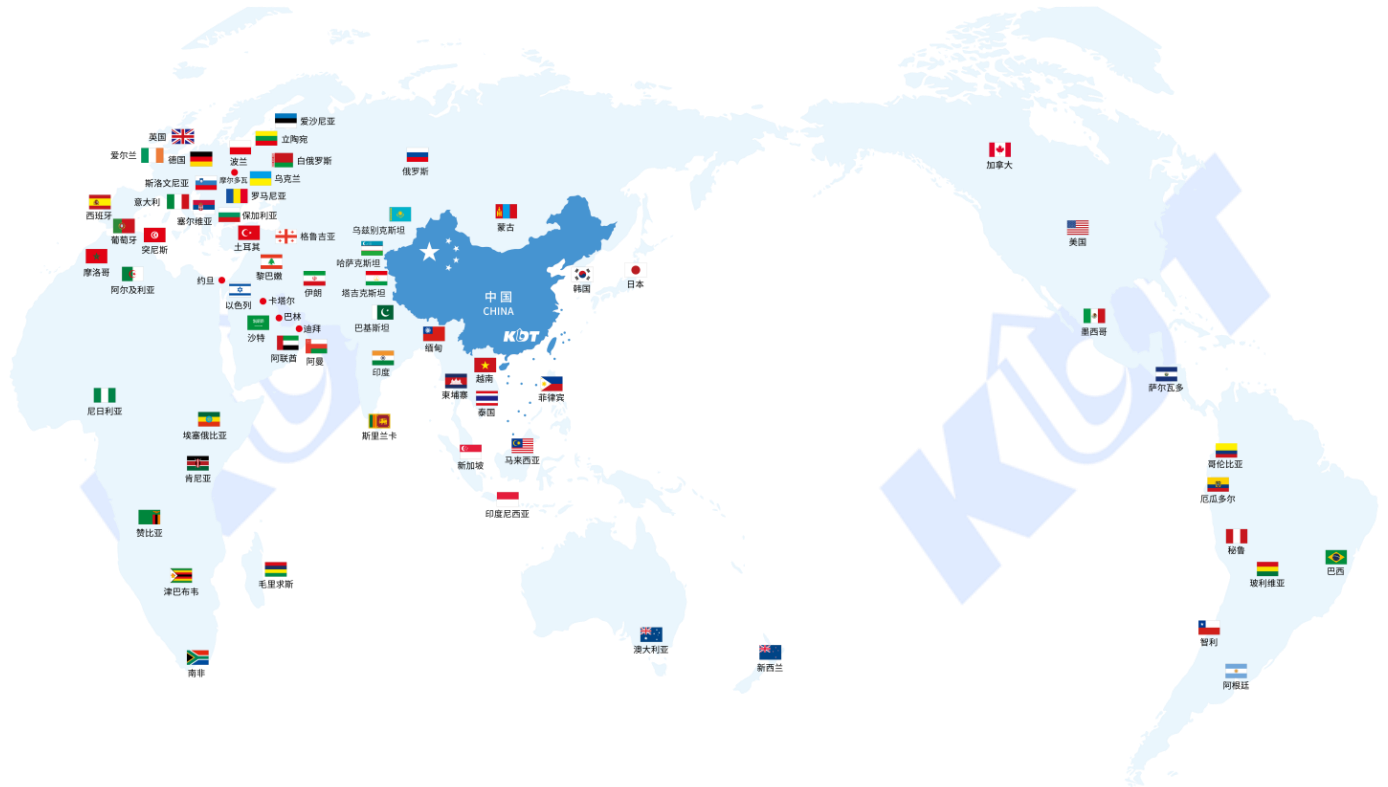 爱沙尼亚
英国
立陶宛
爱尔兰
德国
波兰
白俄罗斯
俄罗斯
加拿大
斯洛文尼亚
摩尔多瓦
乌克兰
意大利
罗马尼亚
西班牙
塞尔维亚
保加利亚
乌兹别克斯坦
蒙古
美国
葡萄牙
突尼斯
土耳其
格鲁吉亚
摩洛哥
阿尔及利亚
黎巴嫩
哈萨克斯坦
约旦
以色列
伊朗
塔吉克斯坦
韩国
日本
卡塔尔
中国
CHINA
巴林
迪拜
沙特
巴基斯坦
KDT
缅甸
墨西哥
阿联酋
阿曼
印度
越南
柬埔寨
泰国
菲律宾
萨尔瓦多
尼日利亚
埃塞俄比亚
斯里兰卡
新加坡
马来西亚
哥伦比亚
肯尼亚
厄瓜多尔
印度尼西亚
赞比亚
秘鲁
津巴布韦
毛里求斯
玻利维亚
巴西
澳大利亚
智利
南非
新西兰
阿根廷